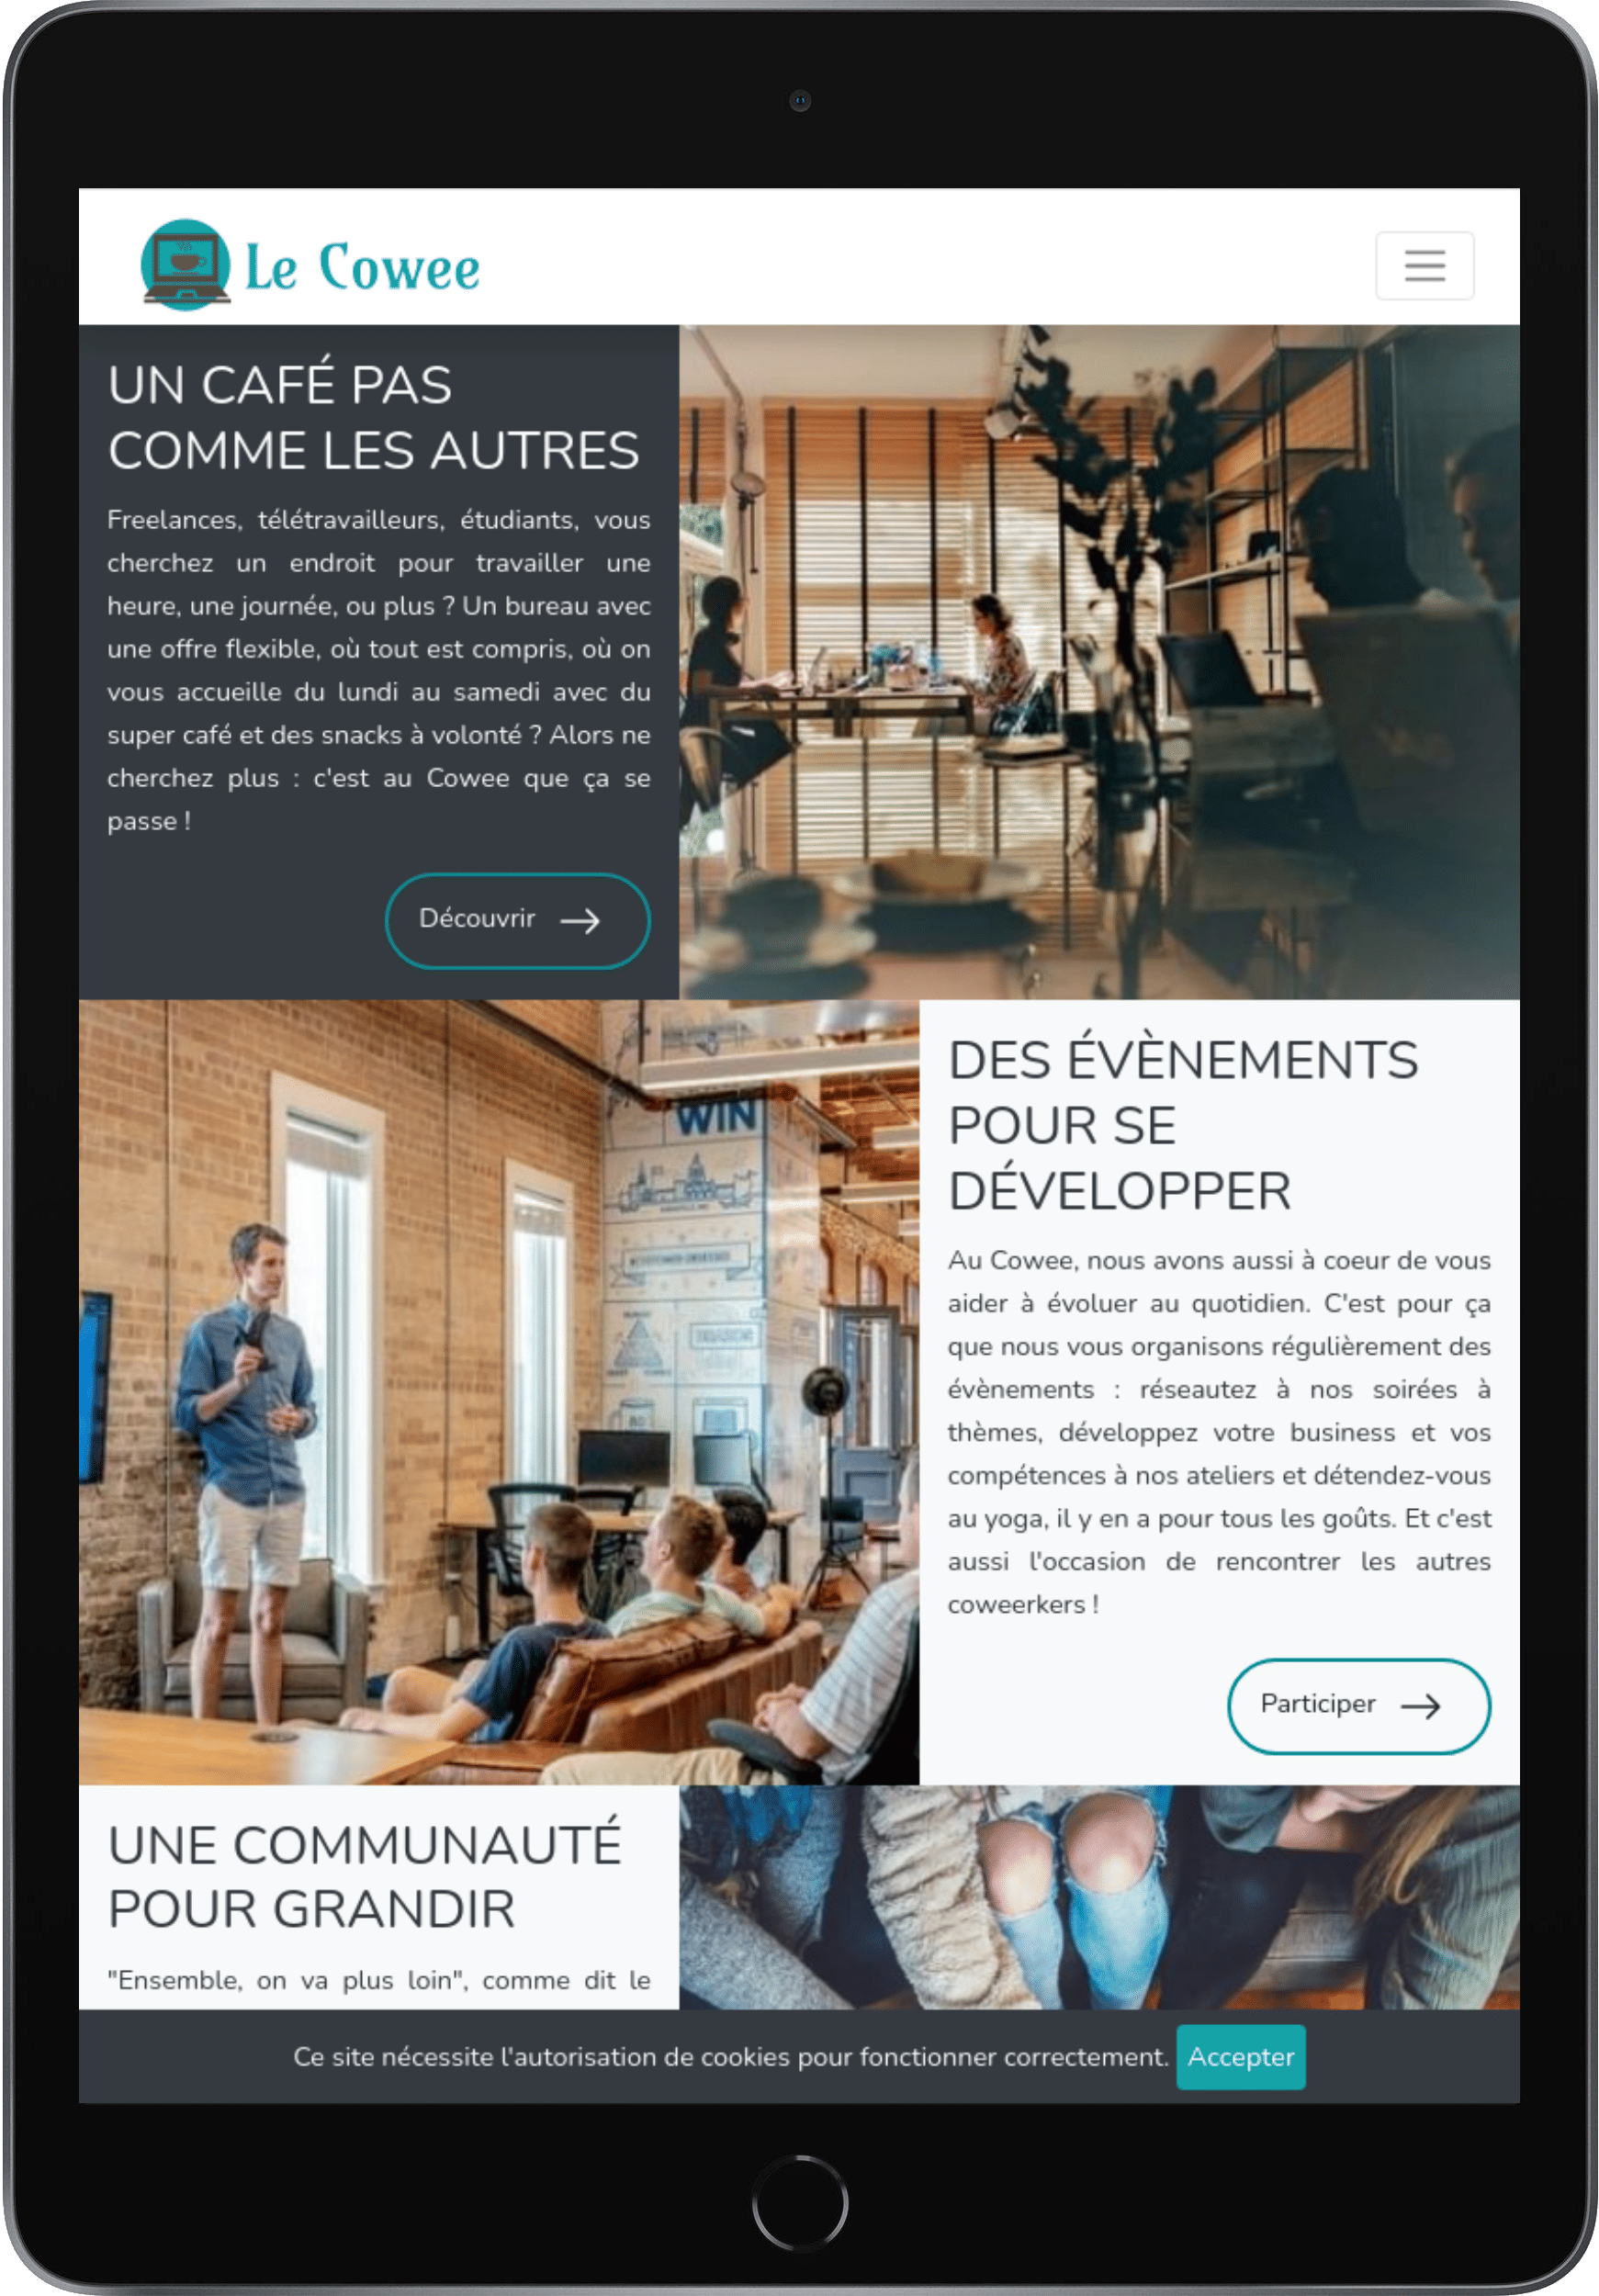 Le Cowee
UN CAFÉ PAS
COMME LES AUTRES
Freelances, télétravailleurs, étudiants, vous
cherchez un endroit pour travailler une
heure, une journée, ou plus ? Un bureau avec
une offre flexible, où tout est compris, où on
vous accueille du lundi au samedi avec du
super café et des snacks à volonté ? Alors ne
cherchez plus : c'est au Cowee que ça se
passe !
Découvrir
WIN
DES ÉVÈNEMENTS
POUR SE
DÉVELOPPER
Au Cowee, nous avons aussi à coeur de vous
aider à évoluer au quotidien. C'est pour ça
que nous vous organisons régulièrement des
évènements : réseautez à nos soirées à
thèmes, développez votre business et vos
compétences à nos ateliers et détendez-vous
au yoga, il y en a pour tous les goûts. Et c'est
aussi l'occasion de rencontrer les autres
coweerkers !
Participer
UNE COMMUNAUTÉ
POUR GRANDIR
"Ensemble, on va plus loin", comme dit le
Ce site nécessite l'autorisation de cookies pour fonctionner correctement. Accepter